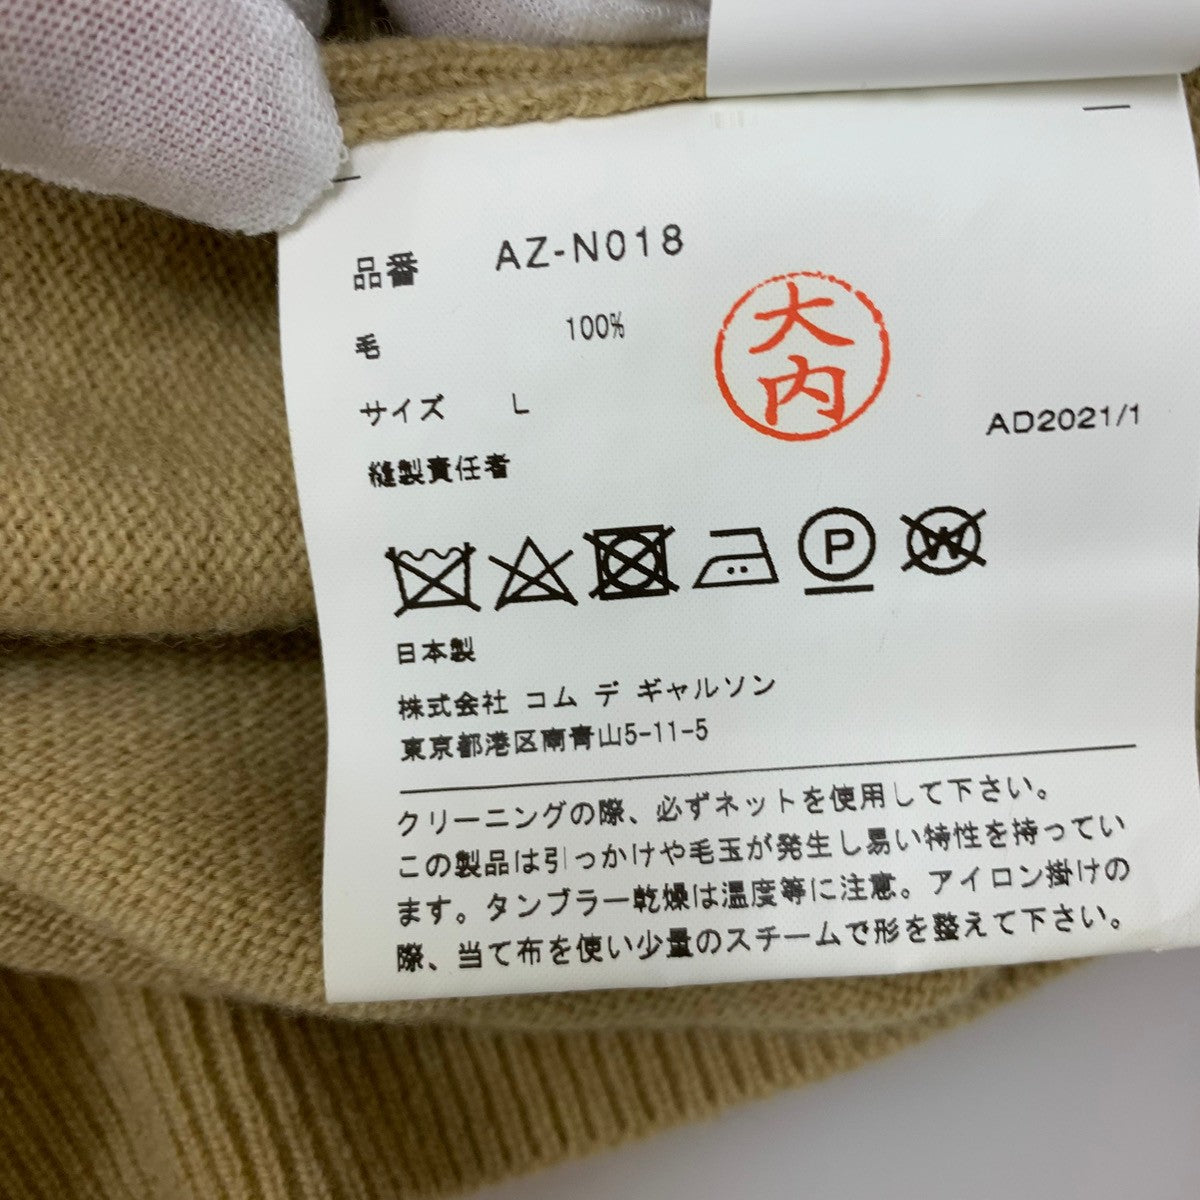 品番 AZ-N018
毛 100%
大内
サイズ L
AD2021/1
縫製責任者
P
W
日本製
株式会社 コム デ ギャルソン
東京都港区南青山5-11-5
クリーニングの際、必ずネットを使用して下さい。
この製品は引っかけや毛玉が発生し易い特性を持ってい
ます。タンブラー乾燥は温度等に注意。アイロン掛けの
際、当て布を使い少量のスチームで形を整えて下さい。